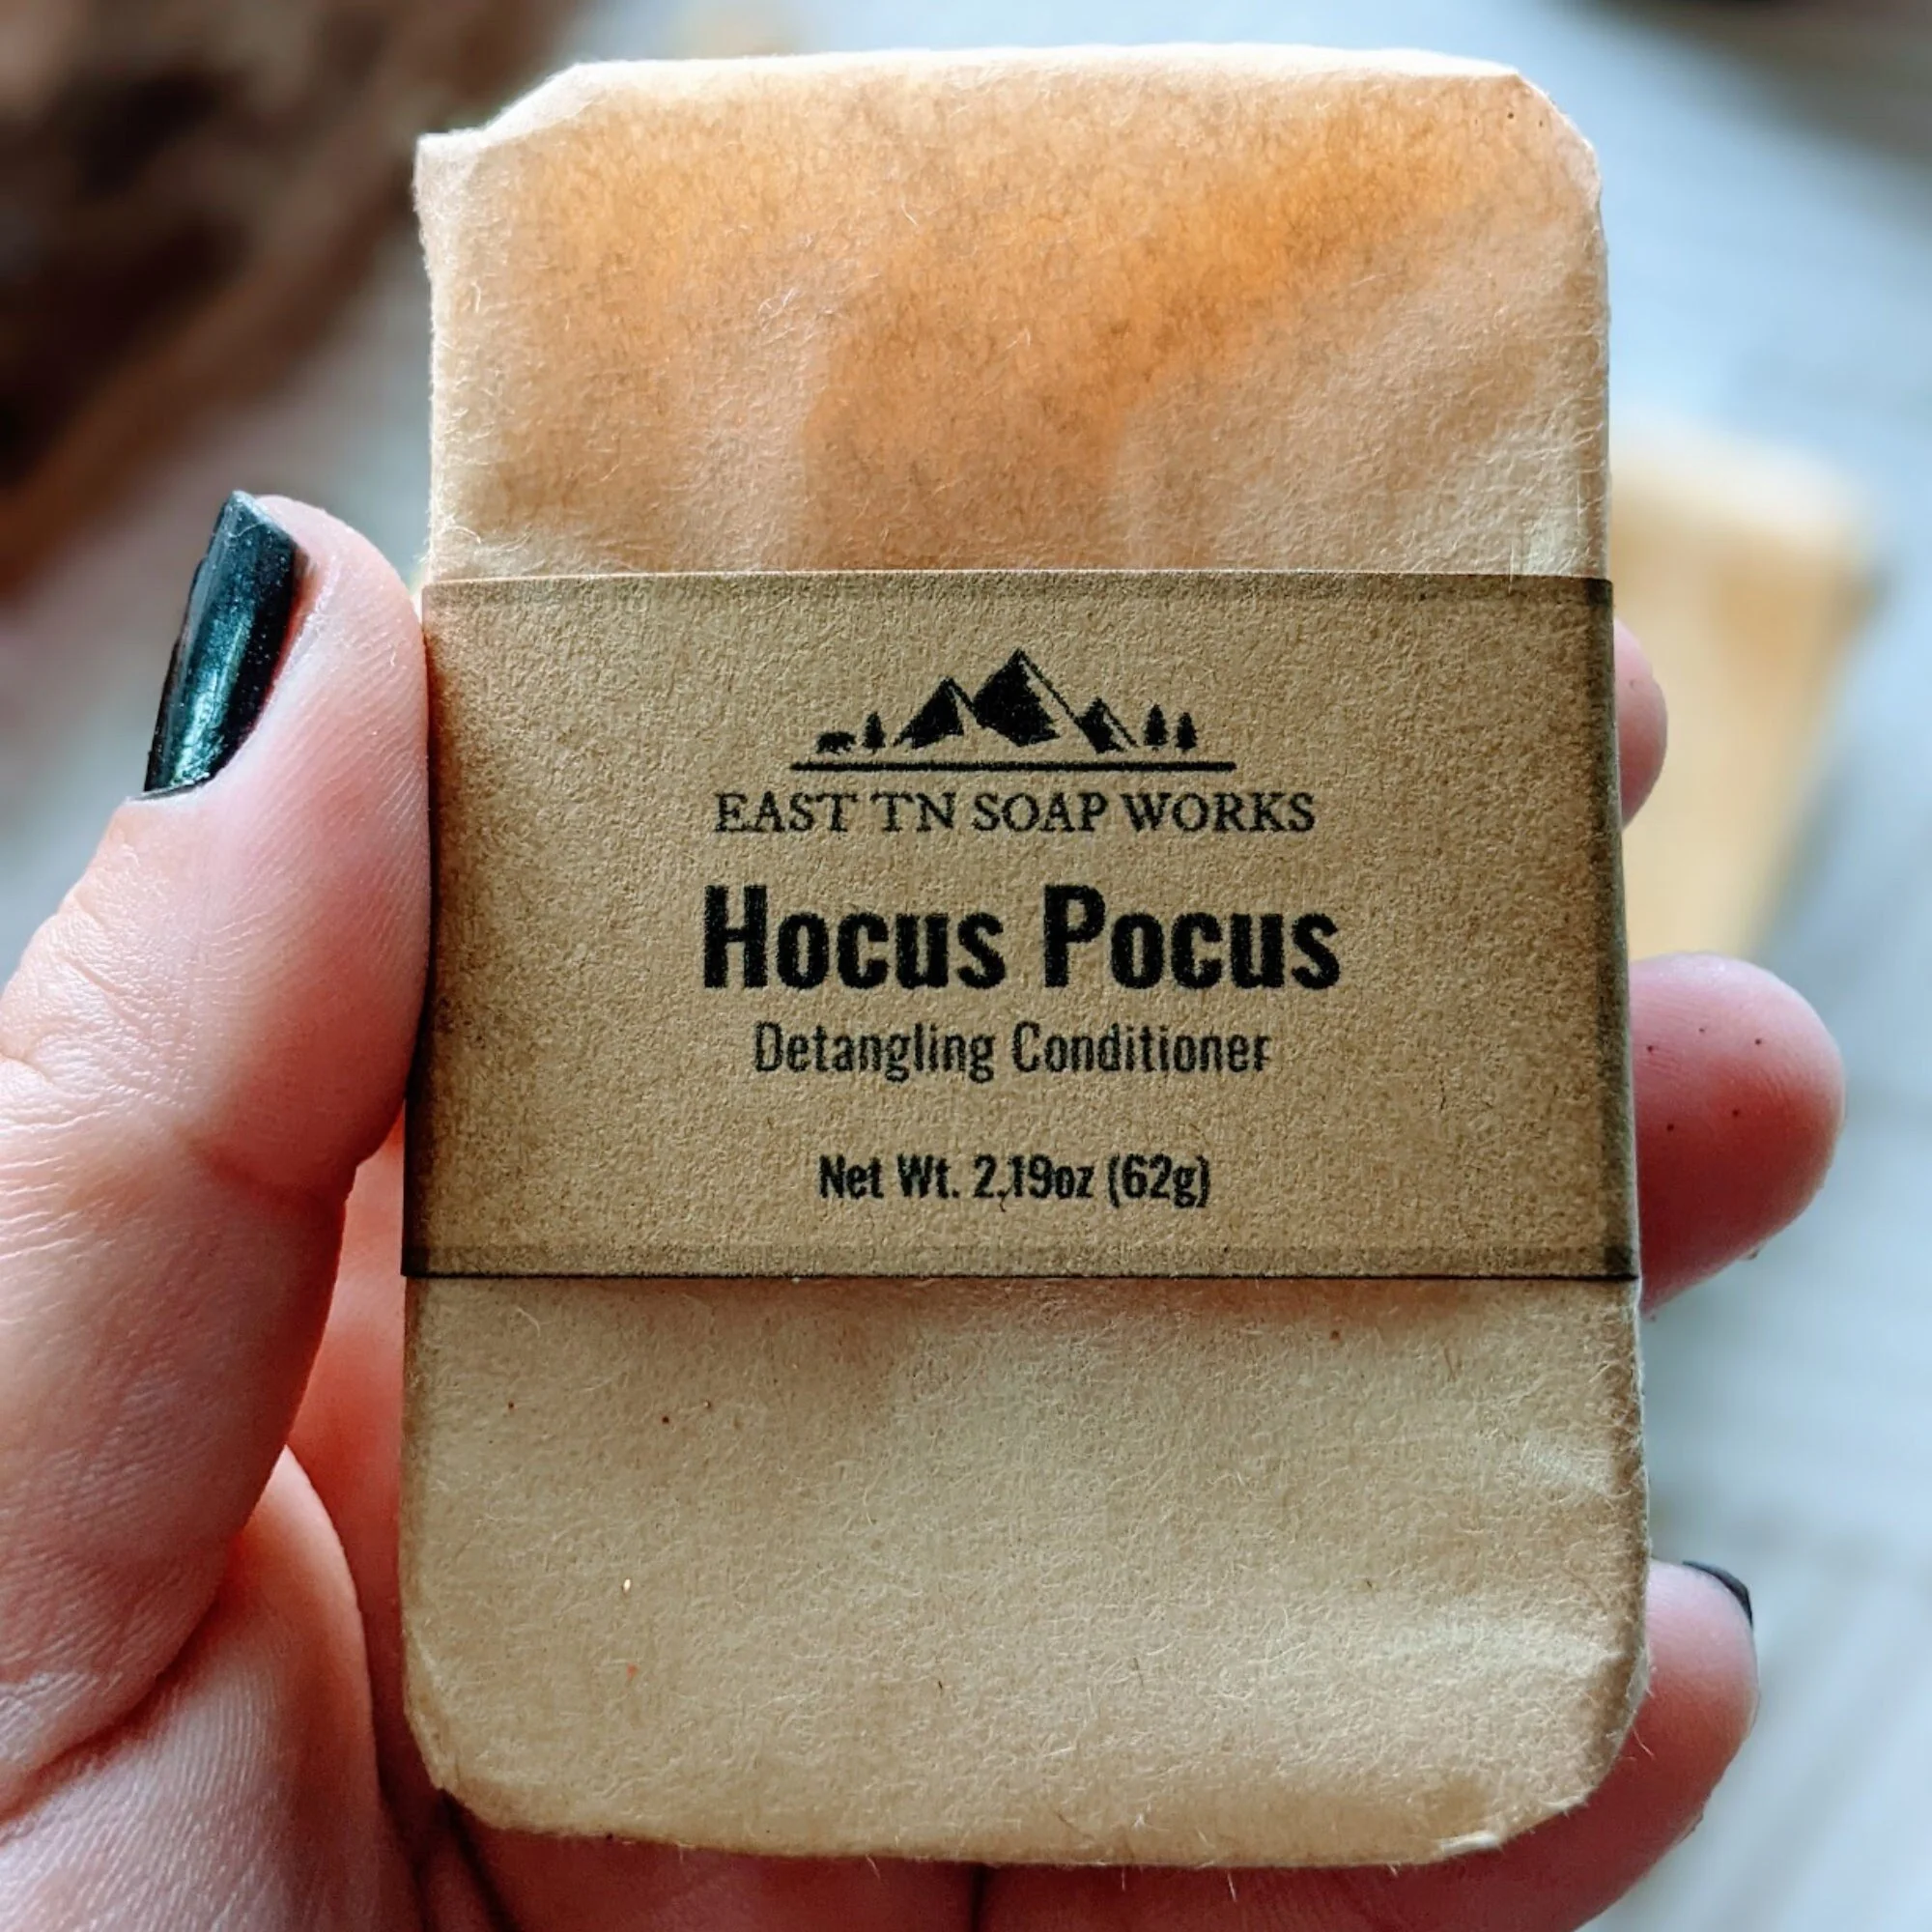 EAST TN SOAP WORKS
Hocus Pocus
Detangling Conditioner
Net Wt. 2.19oz (62g)